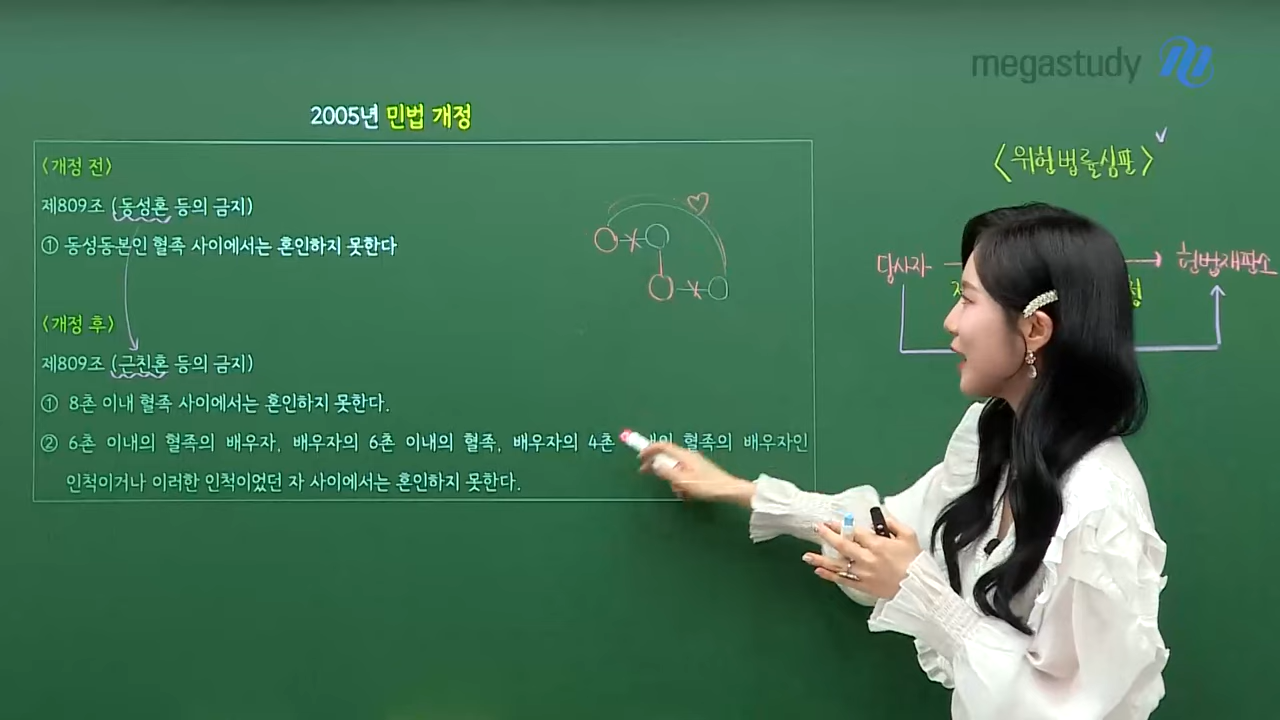 megastudy
2005년 민법 개정
<개정 전>
제809조 (동성혼 등의 금지)
① 동성동본인 혈족 사이에서는 혼인하지 못한다
<개정 후>
제809조 (근친혼 등의 금지)
① 8촌 이내 혈족 사이에서는 혼인하지 못한다.
② 6촌 이내의 혈족의 배우자, 배우자의 6촌 이내의 혈족, 배우자의 4촌 혈족의 배우자인
인척이거나 이러한 인척이었던 자 사이에서는 혼인하지 못한다.
<위헌법률심판>
당사자 헌법재판소